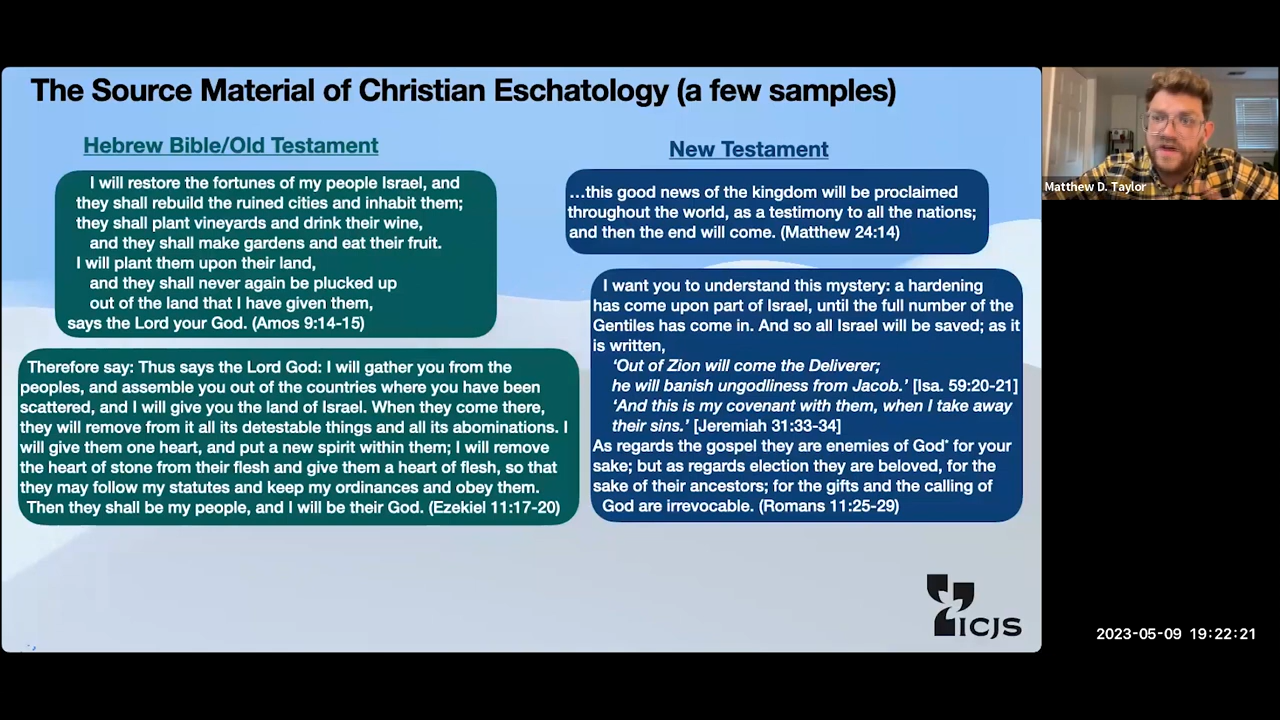 The Source Material of Christian Eschatology (a few samples)
Hebrew Bible/Old Testament
I will restore the fortunes of my people Israel, and
they shall rebuild the ruined cities and inhabit them;
they shall plant vineyards and drink their wine,
and they shall make gardens and eat their fruit.
I will plant them upon their land,
and they shall never again be plucked up
out of the land that I have given them,
says the Lord your God. (Amos 9:14-15)
Therefore say: Thus says the Lord God: I will gather you from the
peoples, and assemble you out of the countries where you have been
scattered, and I will give you the land of Israel. When they come there,
they will remove from it all its detestable things and all its abominations. I
will give them one heart, and put a new spirit within them; I will remove
the heart of stone from their flesh and give them a heart of flesh, so that
they may follow my statutes and keep my ordinances and obey them.
Then they shall be my people, and I will be their God. (Ezekiel 11:17-20)
New Testament
…this good news of the kingdom will be proclaimed
throughout the world, as a testimony to all the nations;
and then the end will come. (Matthew 24:14)
I want you to understand this mystery: a hardening
has come upon part of Israel, until the full number of the
Gentiles has come in. And so all Israel will be saved; as it
is written,
‘Out of Zion will come the Deliverer;
he will banish ungodliness from Jacob.’ [Isa. 59:20-21]
‘And this is my covenant with them, when I take away
their sins.’ [Jeremiah 31:33-34]
As regards the gospel they are enemies of God* for your
sake; but as regards election they are beloved, for the
sake of their ancestors; for the gifts and the calling of
God are irrevocable. (Romans 11:25-29)
ICJS
Matthew D. Taylor
2023-05-09 19:22:21